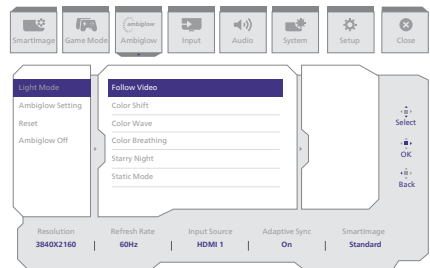 ambiglow
SmartImage Game Mode Ambiglow Input Audio System Setup Close
Light Mode
Ambiglow Setting
Reset
Ambiglow Off
Follow Video
Color Shift
Color Wave
Color Breathing
Starry Night
Static Mode
Select
OK
Back
Resolution Refresh Rate Input Source Adaptive Sync SmartImage
3840X2160 | 60Hz | HDMI 1 | On | Standard